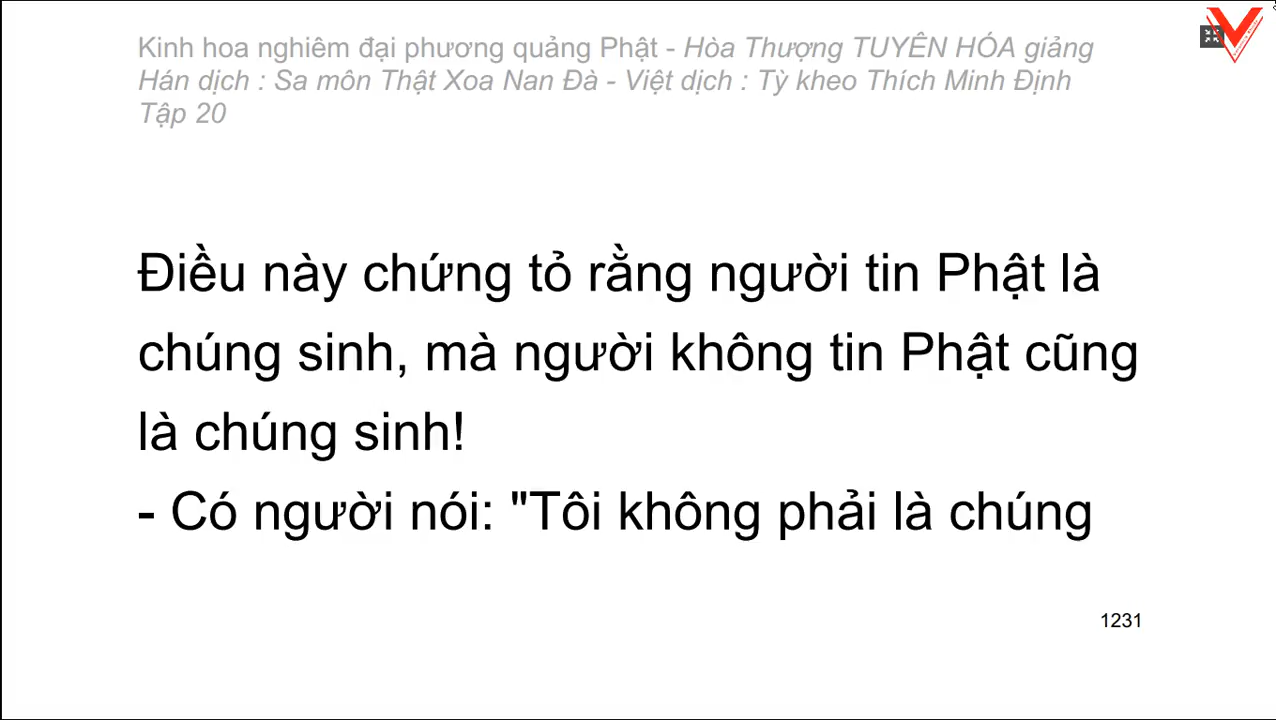 Kinh hoa nghiêm đại phương quảng Phật - Hòa Thượng TUYÊN HÓA giảng
Hán dịch : Sa môn Thật Xoa Nan Đà - Việt dịch : Tỳ kheo Thích Minh Định
Tập 20
Điều này chứng tỏ rằng người tin Phật là
chúng sinh, mà người không tin Phật cũng
là chúng sinh!
- Có người nói: "Tôi không phải là chúng
1231